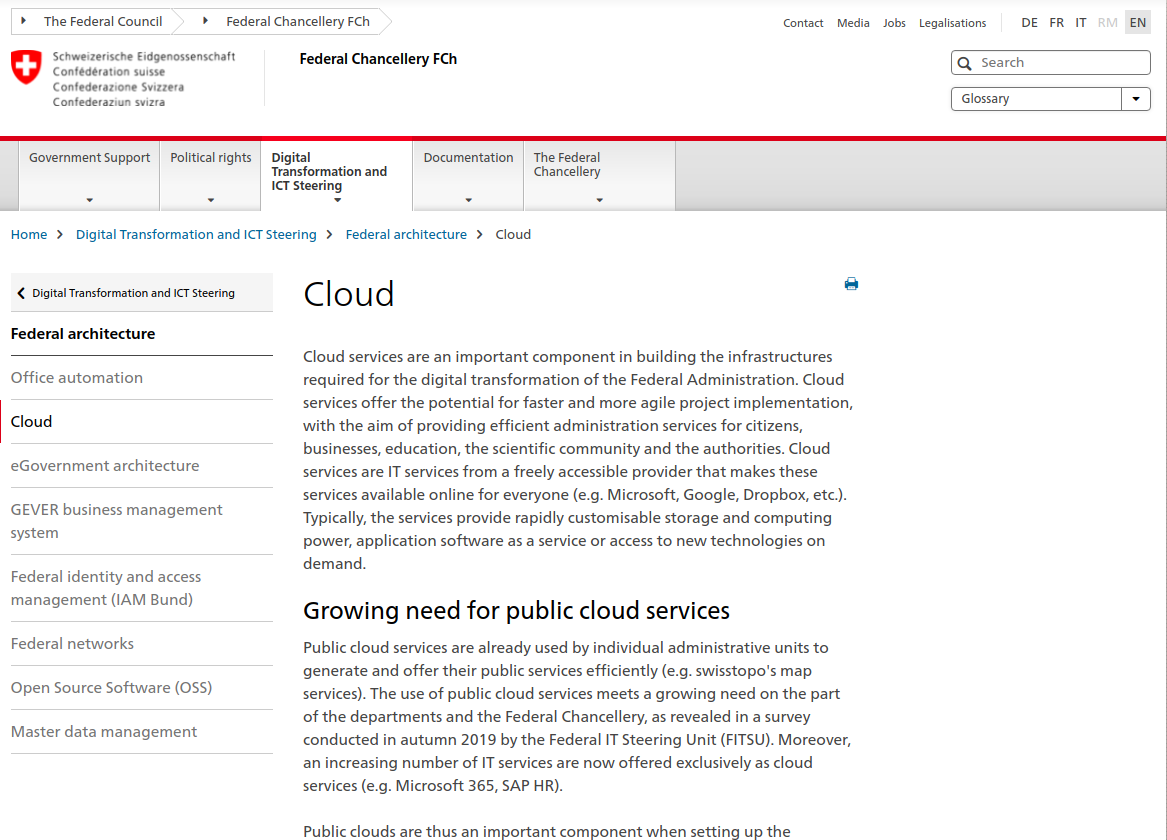 The Federal Council
Federal Chancellery FCh
Contact Media Jobs Legalisations
DE FR IT RM EN
Schweizerische Eidgenossenschaft
Confédération suisse
Confederazione Svizzera
Confederaziun svizra
Federal Chancellery FCh
Search
Glossary
Government Support
Political rights
Digital
Transformation and
ICT Steering
Documentation
The Federal
Chancellery
Home Digital Transformation and ICT Steering Federal architecture Cloud
Digital Transformation and ICT Steering
Federal architecture
Office automation
Cloud
eGovernment architecture
GEVER business management
system
Federal identity and access
management (IAM Bund)
Federal networks
Open Source Software (OSS)
Master data management
Cloud
Cloud services are an important component in building the infrastructures
required for the digital transformation of the Federal Administration. Cloud
services offer the potential for faster and more agile project implementation,
with the aim of providing efficient administration services for citizens,
businesses, education, the scientific community and the authorities. Cloud
services are IT services from a freely accessible provider that makes these
services available online for everyone (e.g. Microsoft, Google, Dropbox, etc.).
Typically, the services provide rapidly customisable storage and computing
power, application software as a service or access to new technologies on
demand.
Growing need for public cloud services
Public cloud services are already used by individual administrative units to
generate and offer their public services efficiently (e.g. swisstopo's map
services). The use of public cloud services meets a growing need on the part
of the departments and the Federal Chancellery, as revealed in a survey
conducted in autumn 2019 by the Federal IT Steering Unit (FITSU). Moreover,
an increasing number of IT services are now offered exclusively as cloud
services (e.g. Microsoft 365, SAP HR).
Public clouds are thus an important component when setting up the